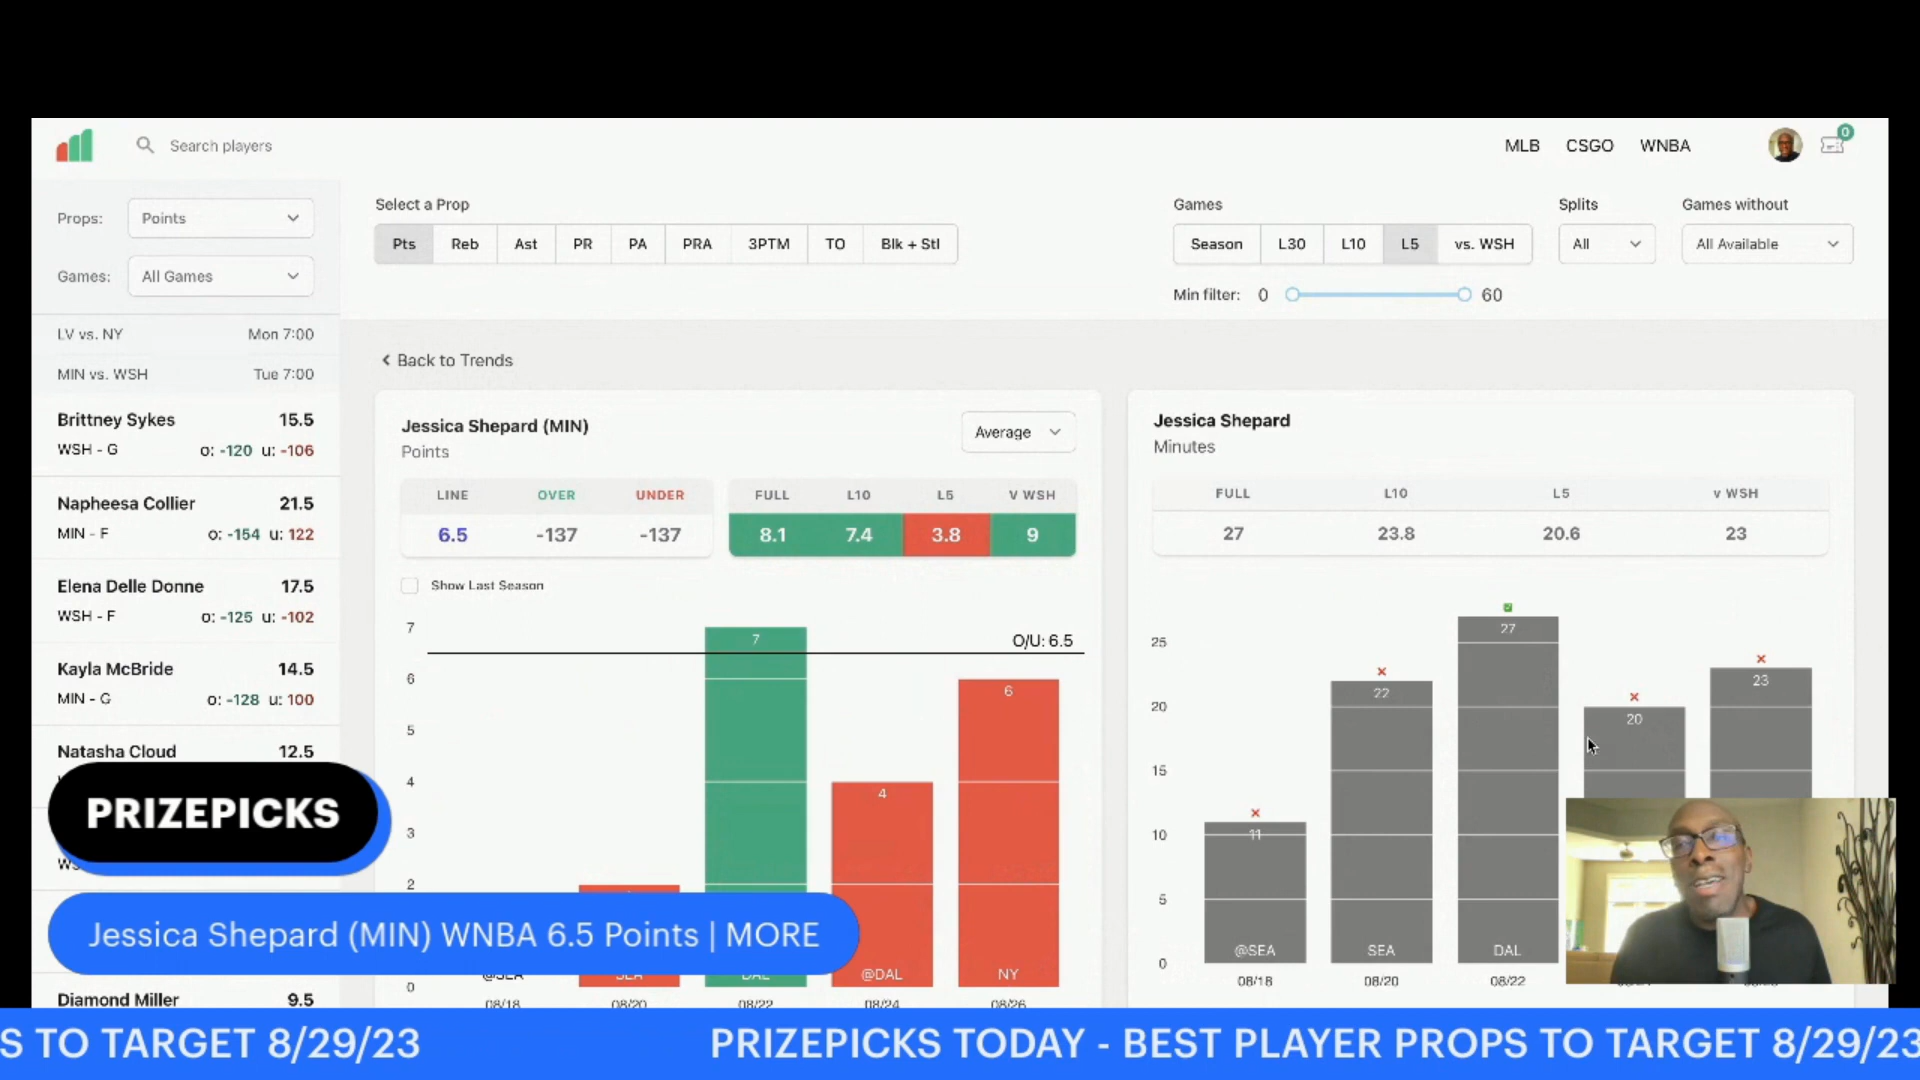 Search players
MLB CSGO WNBA
0
Props: Points
Games: All Games
LV vs. NY Mon 7:00
MIN vs. WSH Tue 7:00
Brittney Sykes 15.5
WSH - G o: -120 u: -106
Napheesa Collier 21.5
MIN - F o: -154 u: 122
Elena Delle Donne 17.5
WSH - F o: -125 u: -102
Kayla McBride 14.5
MIN - G o: -128 u: 100
Natasha Cloud 12.5
Diamond Miller 9.5
Select a Prop
Pts Reb Ast PR PA PRA 3PTM TO Blk + Stl
Games
Season L30 L10 L5 vs. WSH
Min filter: 0 60
Splits
All
Games without
All Available
Back to Trends
Jessica Shepard (MIN)
Points
Average
LINE OVER UNDER
6.5 -137 -137
FULL L10 L5 V WSH
8.1 7.4 3.8 9
Show Last Season
O/U: 6.5
7
6
5
4
3
2
0
7
4
6
@SEA SEA DAL @DAL NY
08/18 08/20 08/22 08/24 08/26
Jessica Shepard
Minutes
FULL L10 L5 v WSH
27 23.8 20.6 23
25
20
15
10
5
0
11
22
27
20
23
@SEA SEA DAL
08/18 08/20 08/22
PRIZEPICKS
Jessica Shepard (MIN) WNBA 6.5 Points | MORE
S TO TARGET 8/29/23 PRIZEPICKS TODAY - BEST PLAYER PROPS TO TARGET 8/29/23